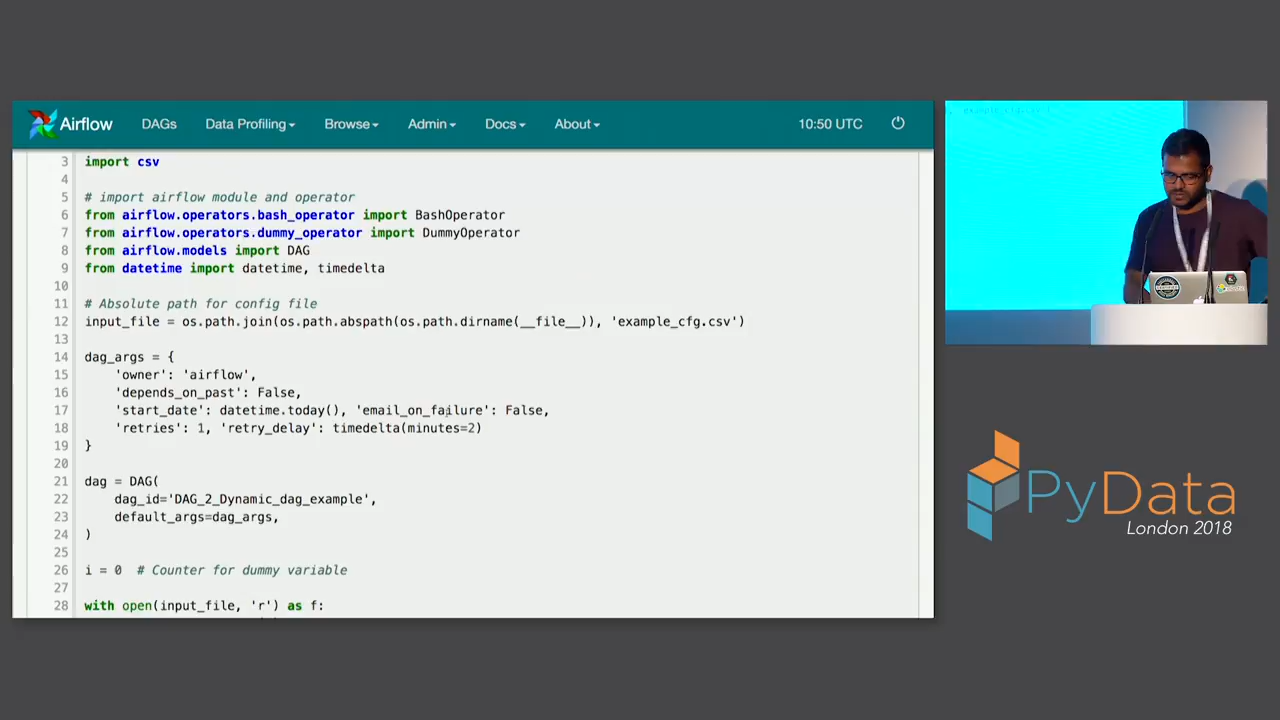 Airflow DAGs Data Profiling Browse Admin Docs About 10:50 UTC
3 import csv
4
5 # import airflow module and operator
6 from airflow.operators.bash_operator import BashOperator
7 from airflow.operators.dummy_operator import DummyOperator
8 from airflow.models import DAG
9 from datetime import datetime, timedelta
10
11 # Absolute path for config file
12 input_file = os.path.join(os.path.abspath(os.path.dirname(__file__)), 'example_cfg.csv')
13
14 dag_args = {
15 'owner': 'airflow',
16 'depends_on_past': False,
17 'start_date': datetime.today(), 'email_on_failure': False,
18 'retries': 1, 'retry_delay': timedelta(minutes=2)
19 }
20
21 dag = DAG(
22 dag_id='DAG_2_Dynamic_dag_example',
23 default_args=dag_args,
24 )
25
26 i = 0 # Counter for dummy variable
27
28 with open(input_file, 'r') as f:
PyData
London 2018